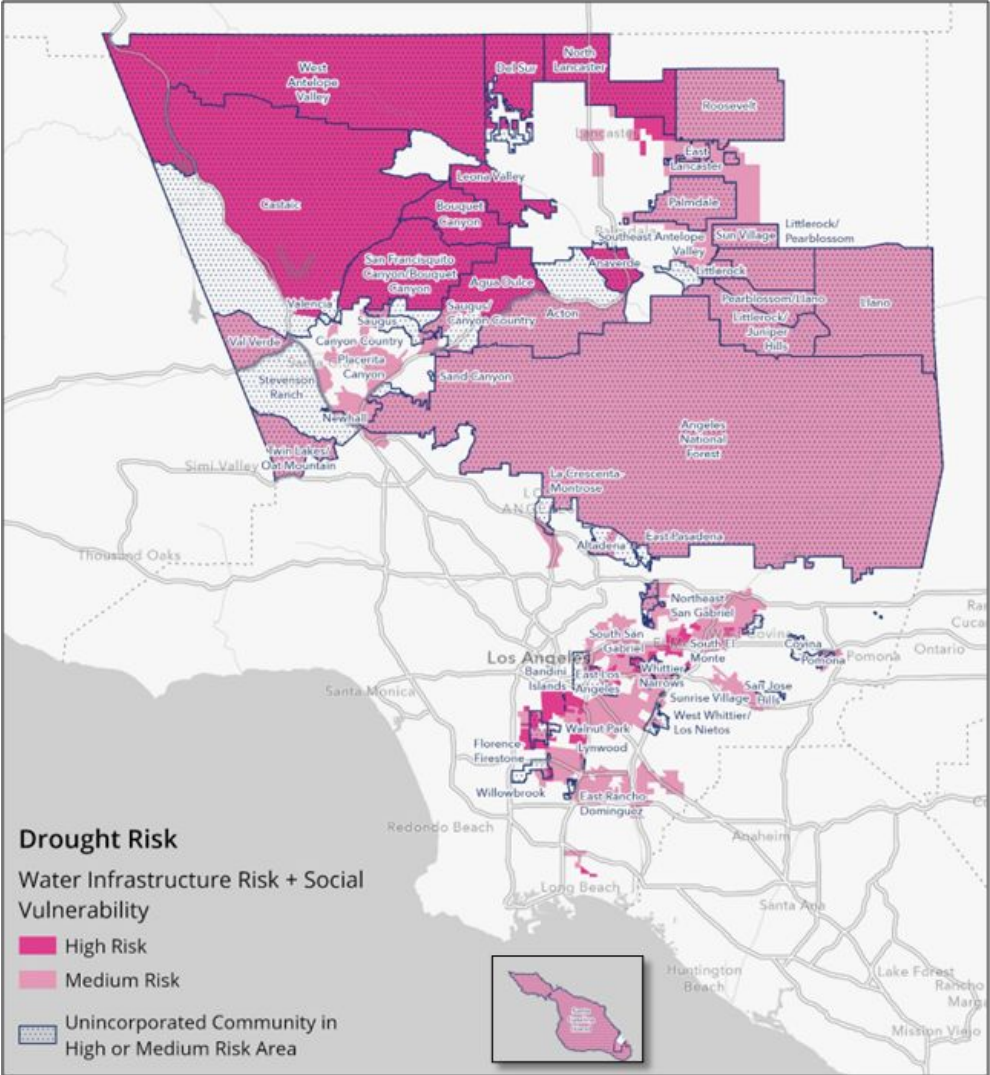 West
Antelope
Valley
Del Sur
North
Lancaster
Roosevelt
Lancaster
East
Lancaster
Leona Valley
Castaic
Bouquet
Canyon
Palmdale
Southeast Antelope
Valley
Sun Village
Littlerock/
Pearblossom
San Francisquito
Canyon/Bouquet
Canyon
Anaverde
Littlerock
Agua Dulce
Pearblossom/Llano
Llano
Valencia
Saugus/
Canyon Country
Acton
Littlerock/
Juniper
Hills
Saugus
Val Verde
Canyon Country
Placerita
Canyon
Stevenson
Ranch
Sand Canyon
Newhall
Angeles
National
Forest
Twin Lakes/
Oat Mountain
Simi Valley
La Crescenta-
Montrose
LOS
ANGELES
Thousand Oaks
Altadena
East Pasadena
Northeast
San Gabriel
South San
Gabriel
South El
Monte
Covina
Pomona
Pomona
Ontario
Los Angeles
Bandini
Islands
East Los
Angeles
Whittier
Narrows
San Jose
Hills
Santa Monica
Sunrise Village
West Whittier/
Los Nietos
Walnut Park
Florence
Firestone
Lynwood
Willowbrook
East Rancho
Dominguez
Redondo Beach
Anaheim
Long Beach
Santa Ana
Huntington
Beach
Lake Forest
Rancho
Mission Viejo
Drought Risk
Water Infrastructure Risk + Social
Vulnerability
High Risk
Medium Risk
Unincorporated Community in
High or Medium Risk Area